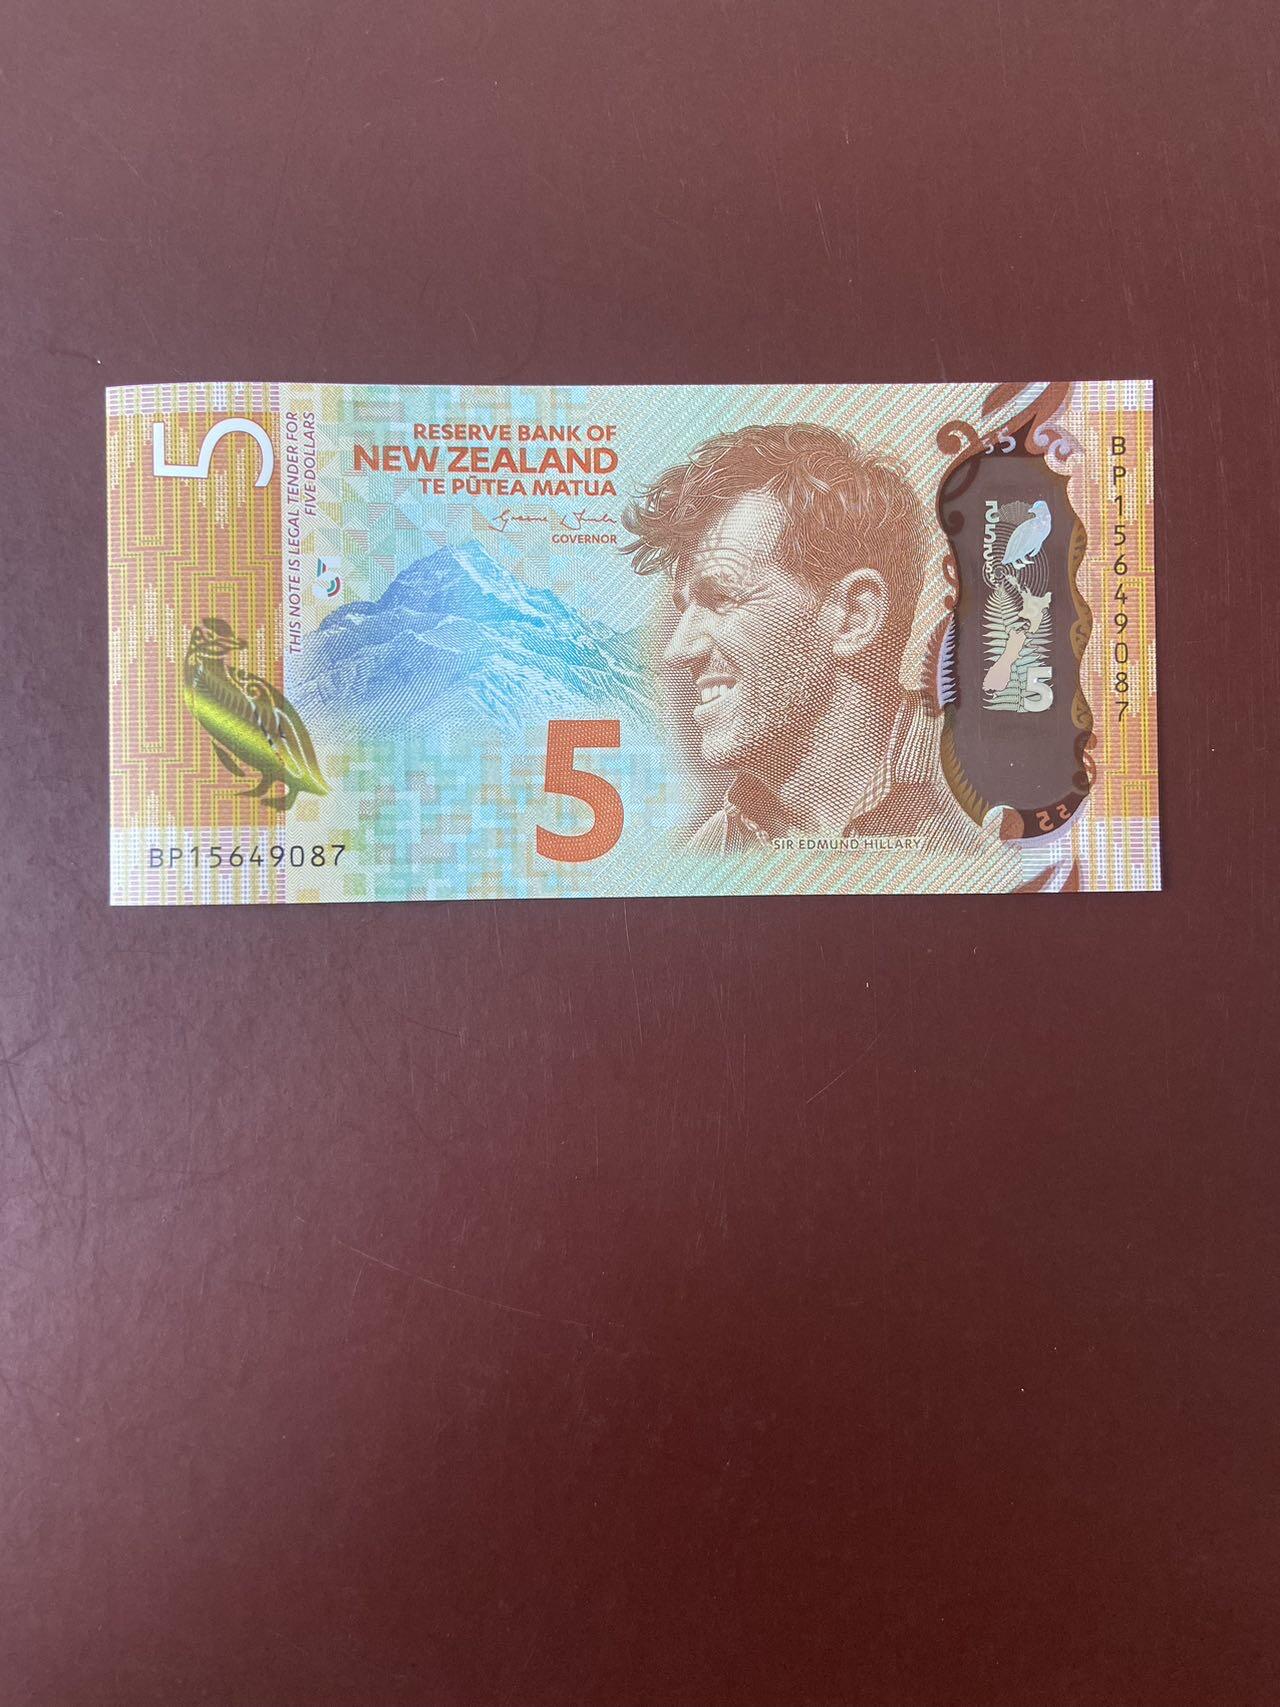 5
THIS NOTE IS LEGAL TENDER FOR
FIVE DOLLARS
RESERVE BANK OF
NEW ZEALAND
TE PŪTEA MATUA
GOVERNOR
5
SIR EDMUND HILLARY
BP15649087
BP15649087
5